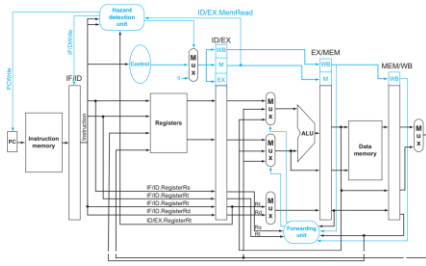 Hazard
detection
unit
ID/EX.MemRead
ID/EX
EX/MEM
MEM/WB
IF/ID
PCWrite
IF/IDWrite
Control
Mux
0
WB
M
EX
WB
M
WB
PC
Instruction
memory
Instruction
Registers
Mux
Mux
ALU
Data
memory
Mux
IF/ID.RegisterRs
IF/ID.RegisterRt
IF/ID.RegisterRt
IF/ID.RegisterRd
ID/EX.RegisterRt
Rt
Rd
Mux
Rs
Rt
Forwarding
unit